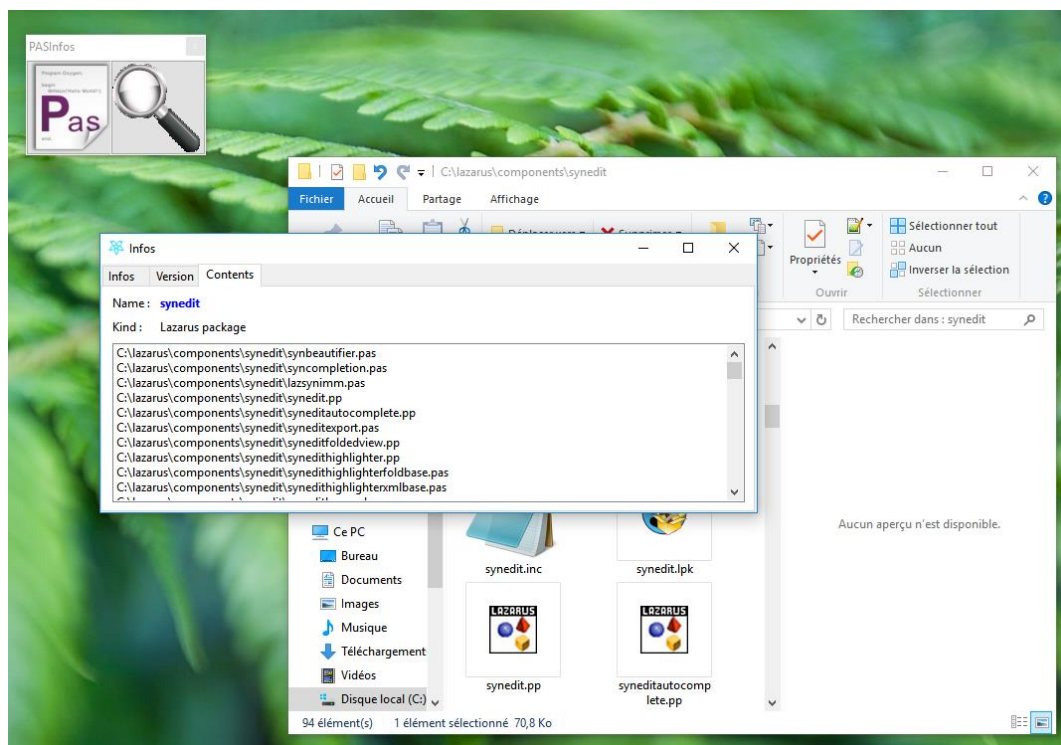 PASInfos
Pas
C:\lazarus\components\synedit
Fichier Accueil Partage Affichage
Propriétés
Sélectionner tout
Aucun
Inverser la sélection
Ouvrir
Sélectionner
Rechercher dans : synedit
Infos
Infos Version Contents
Name : synedit
Kind : Lazarus package
C:\lazarus\components\synedit\synbeautifier.pas
C:\lazarus\components\synedit\syncompletion.pas
C:\lazarus\components\synedit\lazsynimm.pas
C:\lazarus\components\synedit\synedit.pp
C:\lazarus\components\synedit\syneditautocomplete.pp
C:\lazarus\components\synedit\syneditexport.pas
C:\lazarus\components\synedit\syneditfoldedview.pp
C:\lazarus\components\synedit\synedithighlighter.pp
C:\lazarus\components\synedit\synedithighlighterfoldbase.pas
C:\lazarus\components\synedit\synedithighlighterxmlbase.pas
Ce PC
Bureau
Documents
Images
Musique
Téléchargement
Vidéos
Disque local (C:)
synedit.inc
synedit.lpk
LAZARUS
LAZARUS
synedit.pp
syneditautocomp
lete.pp
Aucun aperçu n'est disponible.
94 élément(s) 1 élément sélectionné 70,8 Ko